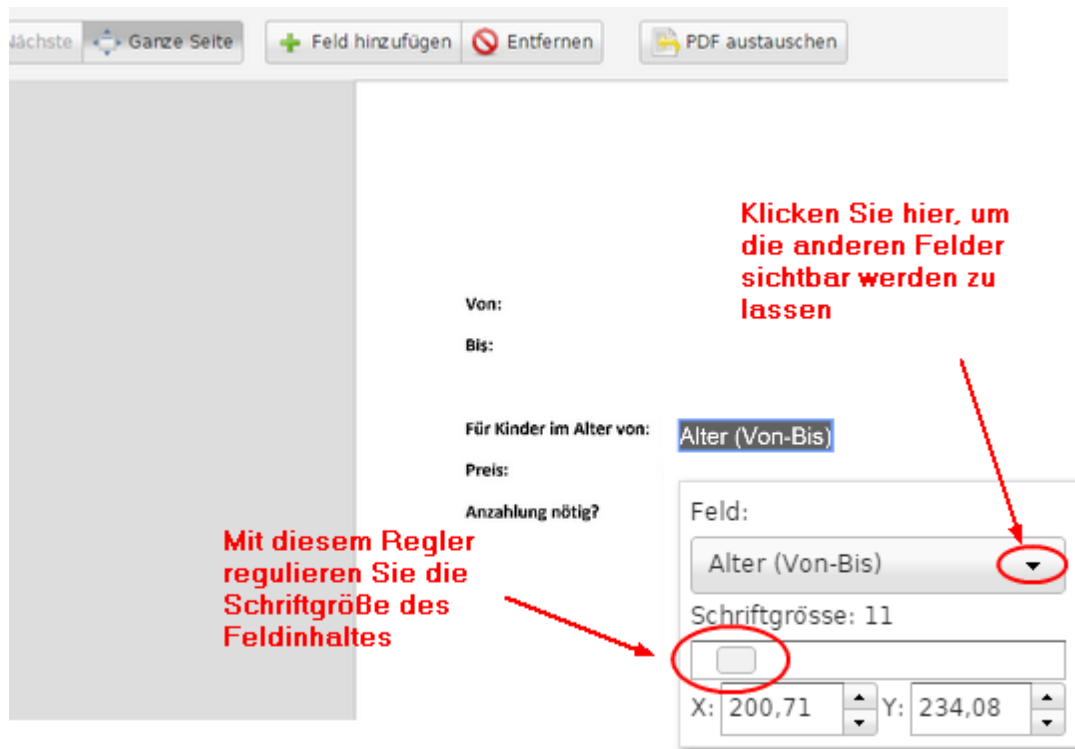 Nächste Ganze Seite Feld hinzufügen Entfernen PDF austauschen
Klicken Sie hier, um
die anderen Felder
sichtbar werden zu
lassen
Von:
Bis:
Für Kinder im Alter von: Alter (Von-Bis)
Preis:
Anzahlung nötig?
Mit diesem Regler
regulieren Sie die
Schriftgröße des
Feldinhaltes
Feld:
Alter (Von-Bis)
Schriftgrösse: 11
X: 200,71 Y: 234,08